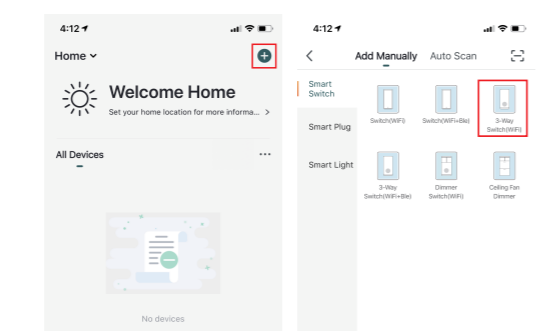 4:12
Home
Welcome Home
Set your home location for more informa...
All Devices
No devices
4:12
Add Manually Auto Scan
Smart
Switch
Smart Plug
Smart Light
Switch(WiFi)
Switch(WiFi+Ble)
3-Way
Switch(WiFi)
3-Way
Switch(WiFi+Ble)
Dimmer
Switch(WiFi)
Ceiling Fan
Dimmer